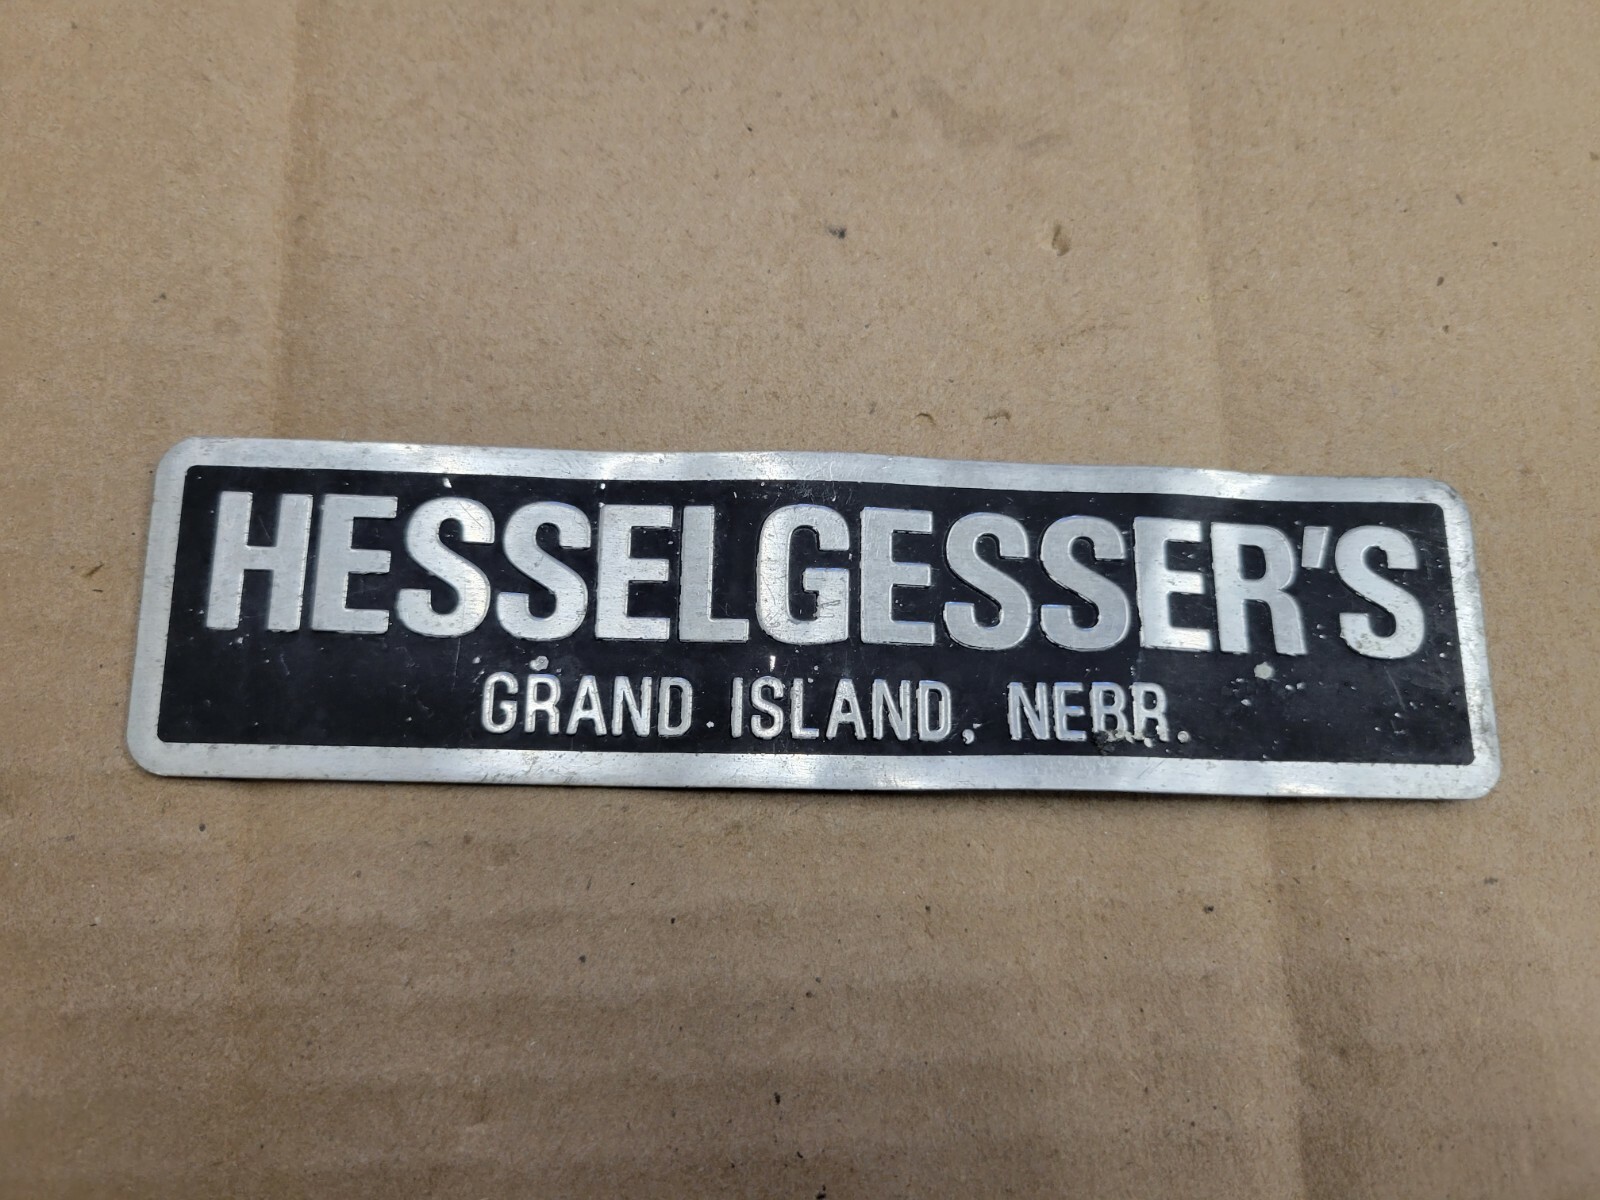 HESSELGESSER'S
GRAND ISLAND, NEBR.